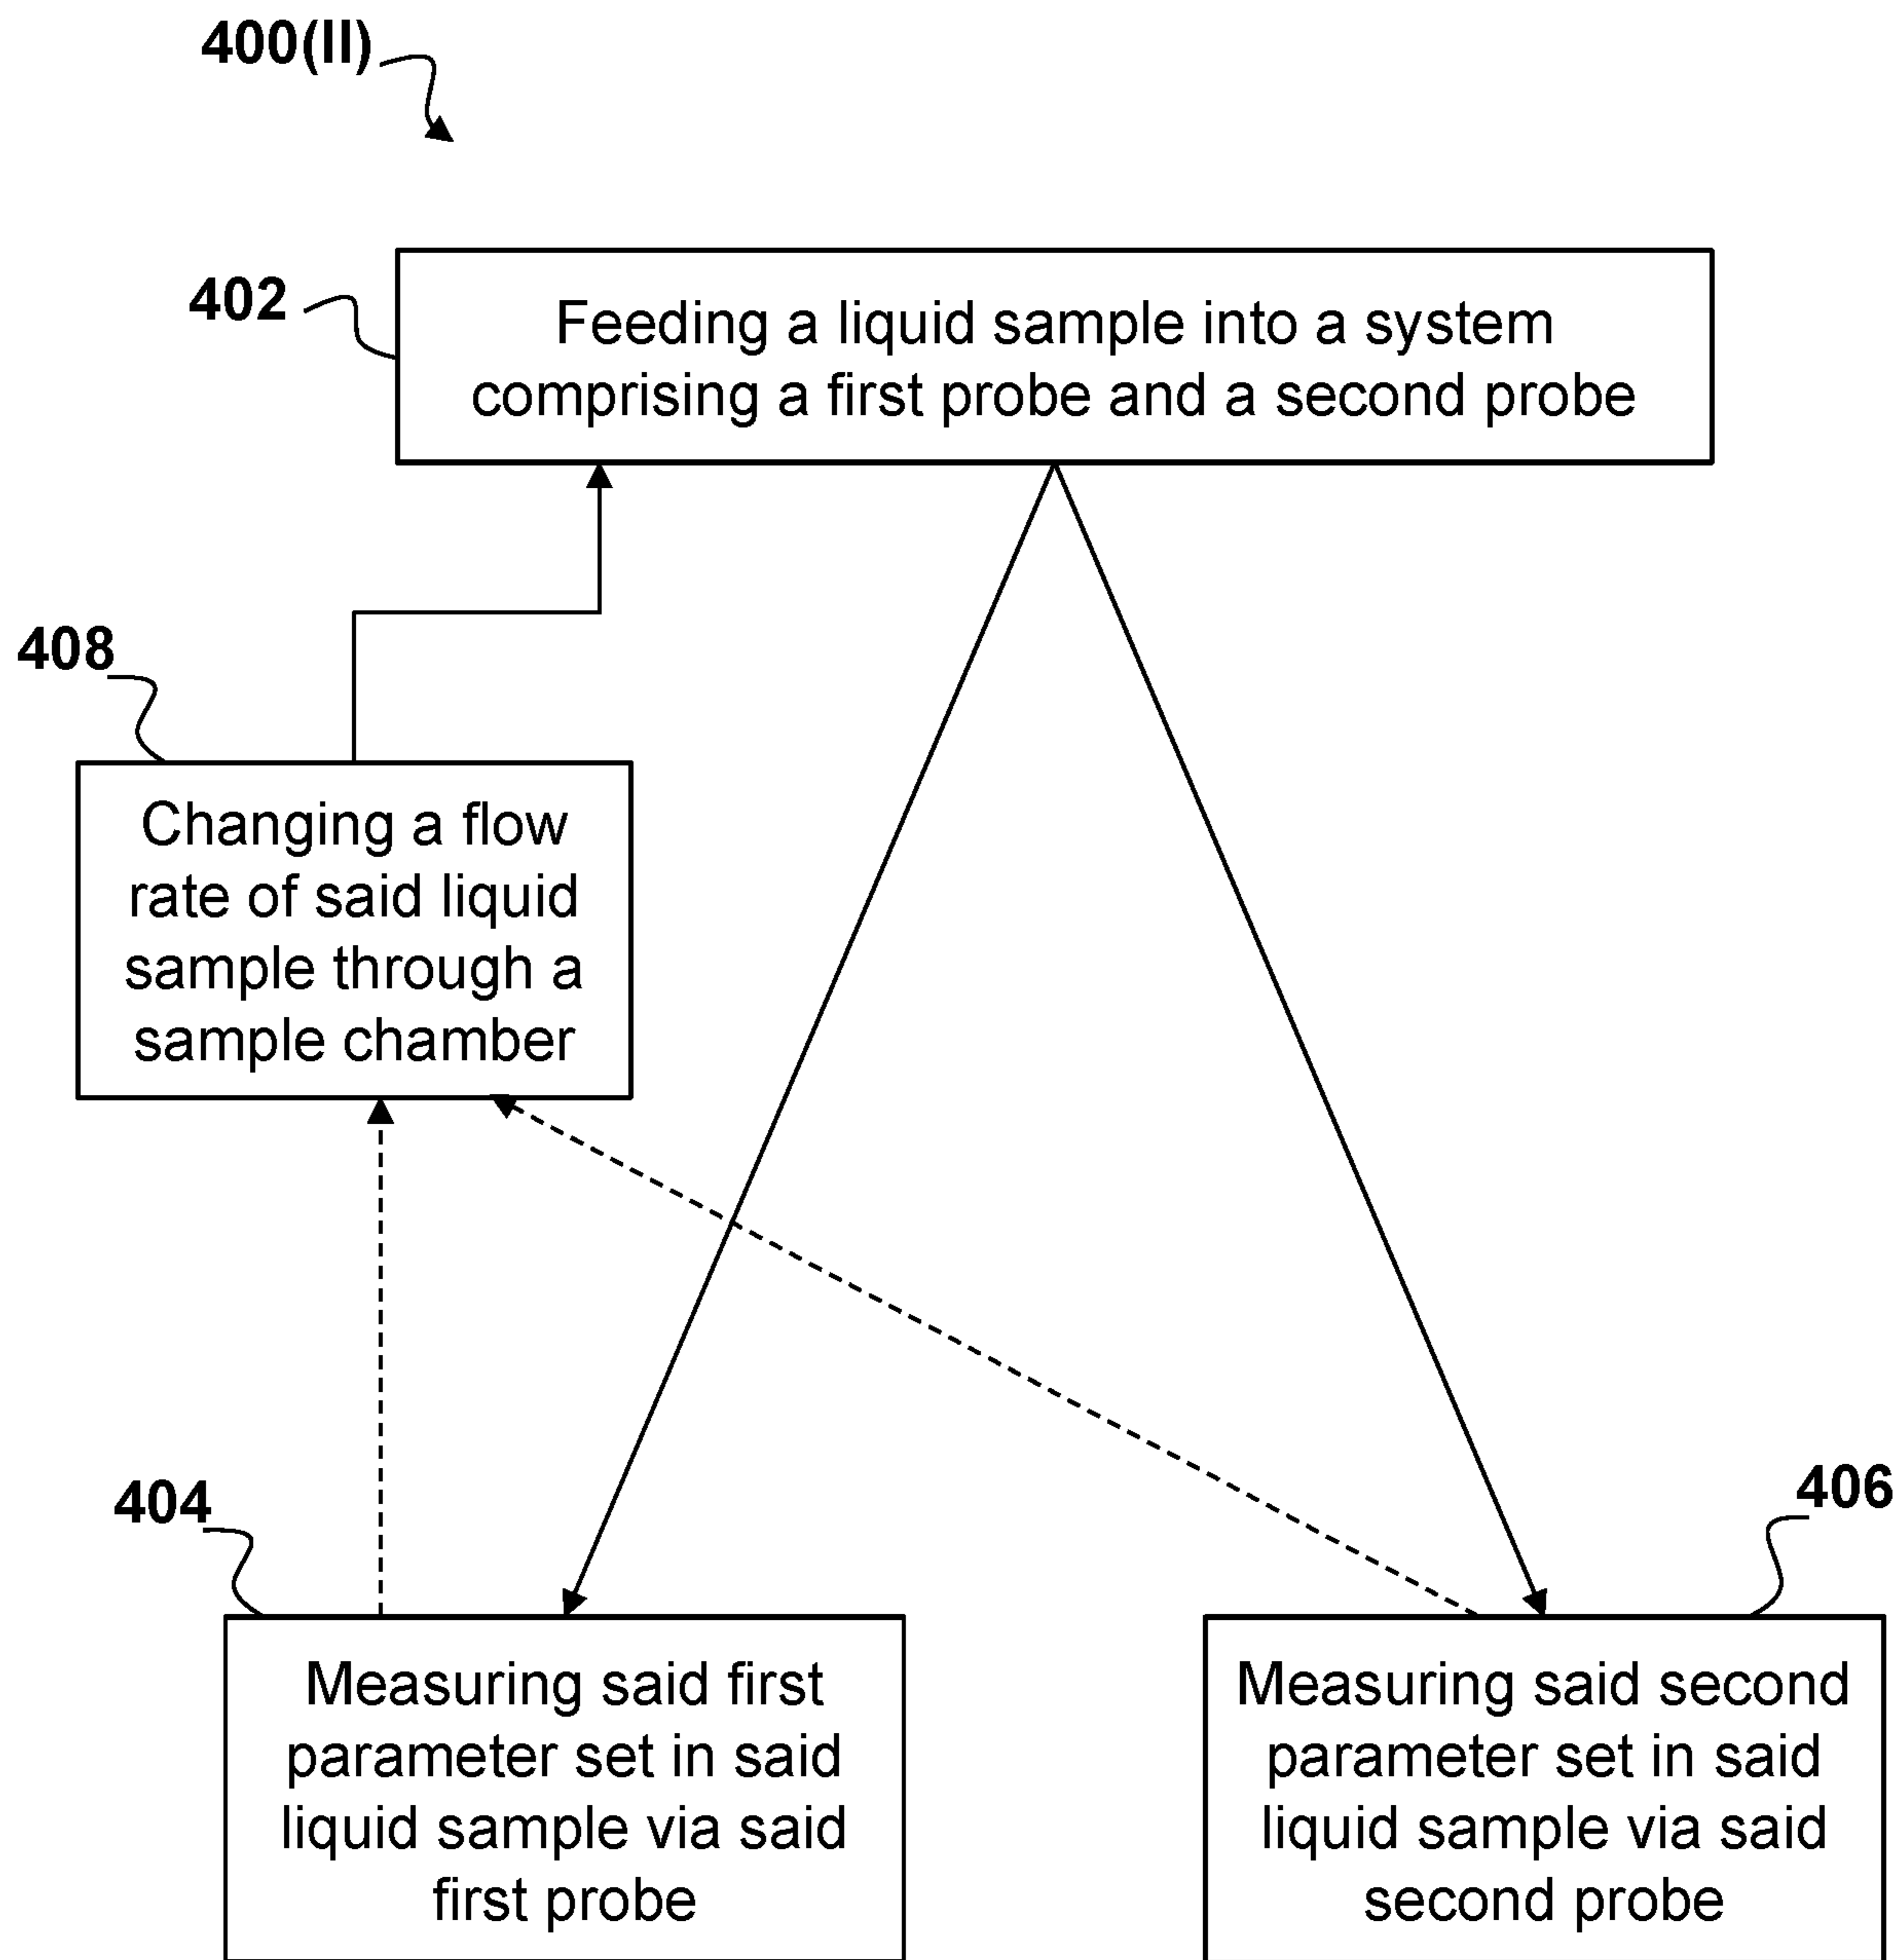 400(II)
402
Feeding a liquid sample into a system
comprising a first probe and a second probe
408
Changing a flow
rate of said liquid
sample through a
sample chamber
404
Measuring said first
parameter set in said
liquid sample via said
first probe
406
Measuring said second
parameter set in said
liquid sample via said
second probe